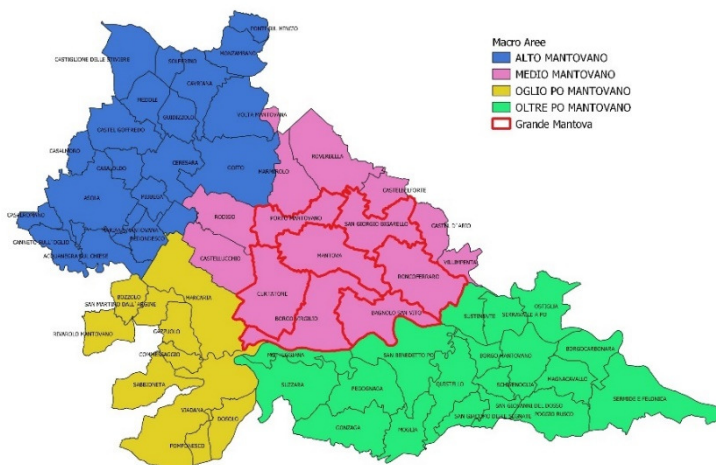 Macro Aree
ALTO MANTOVANO
MEDIO MANTOVANO
OGLIO PO MANTOVANO
OLTRE PO MANTOVANO
Grande Mantova
MONZAMBANO
CASTIGLIONE DELLE STIVIERE
SOLFERINO
CAVRIANA
MEDOLE
GUIDIZZOLO
VOLTA MANTOVANA
CASTEL GOFFREDO
CASALMORO
CERESARA
GOITO
MARMIROLO
ROVERBELLA
CASALOLDO
CASTELBELFORTE
ASOLA
PIUBEGA
RODIGO
PORTO MANTOVANO
SAN GIORGIO BIGARELLO
CASALROMANO
CASTEL D'ARIO
CANNETO SULL'OGLIO
ACQUANEGRA SUL CHIESE
CASTELLUCCHIO
MANTOVA
VILLIMPENTA
RONCOFERRARO
MARCARIA
CURTATONE
BOZZOLO
SAN MARTINO DALL'ARGINE
BORGO VIRGILIO
BAGNOLO SAN VITO
OSTIGLIA
SUSTINENTE
SERRAVALLE A PO
RIVAROLO MANTOVANO
GAZZUOLO
COMMESSAGGIO
MOTTEGGIANA
SAN BENEDETTO PO
BORGO MANTOVANO
BORGOCARBONARA
SABBIONETA
SUZZARA
PEGOGNAGA
QUISTELLO
SCHIVENOGLIA
MAGNACAVALLO
SERMIDE E FELONICA
VIADANA
DOSOLO
SAN GIOVANNI DEL DOSSO
POGGIO RUSCO
SAN GIACOMO DELLE SEGNATE
GONZAGA
MOGLIA
POMPONESCO